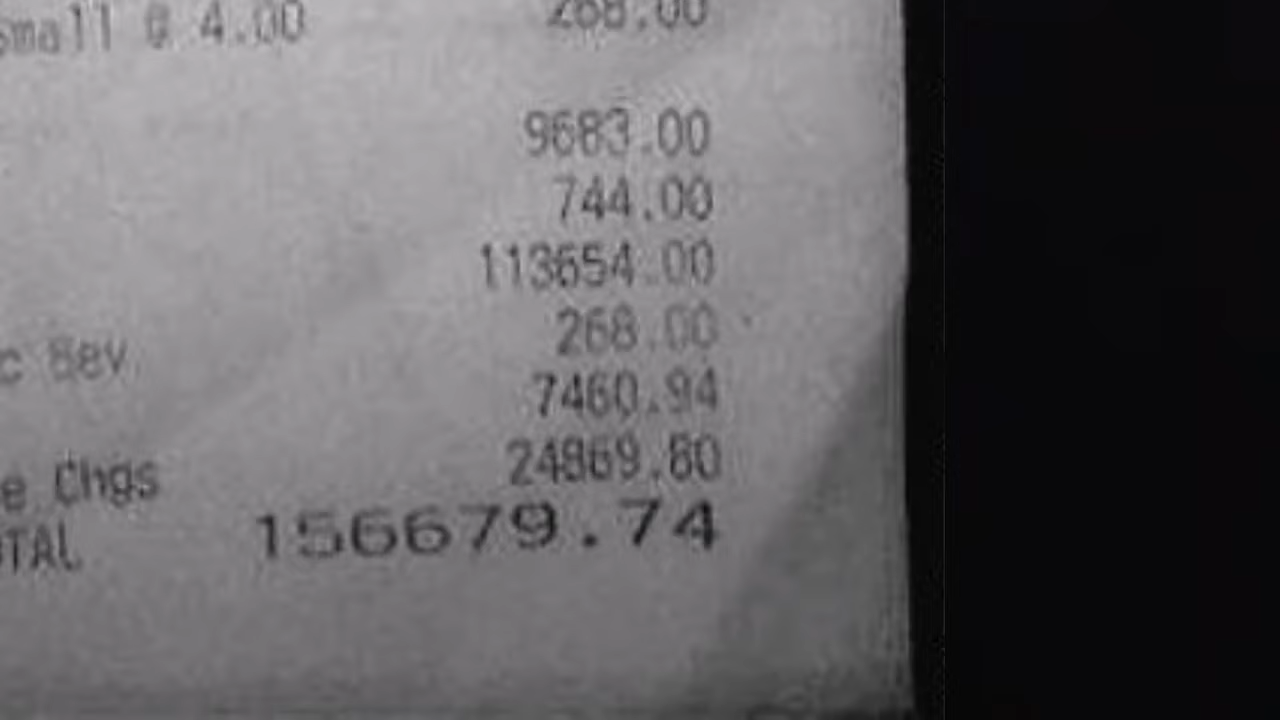 small @ 4.00 268.00
9683.00
744.00
113654.00
268.00
c Bev 7460.94
24869.80
e Chgs
OTAL 156679.74